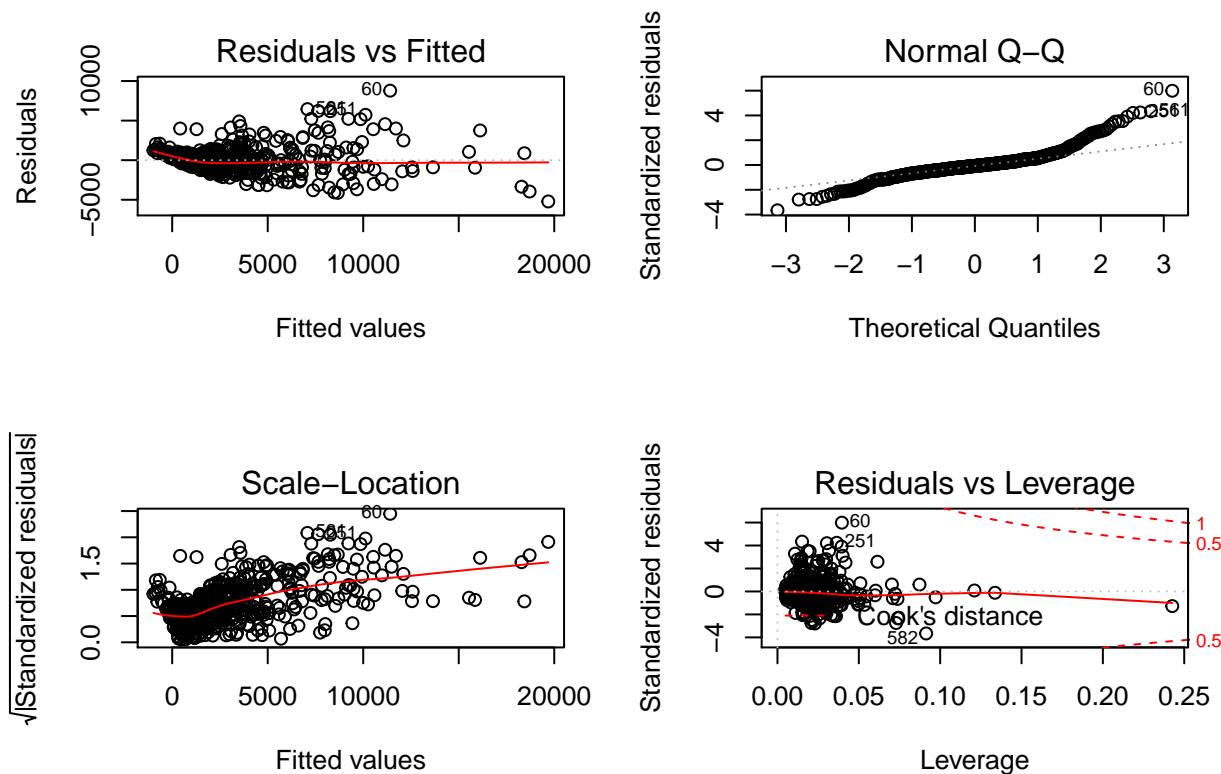 Residuals vs Fitted
Residuals
10000
−5000
60
251
0 5000 10000 20000
Fitted values
Normal Q−Q
Standardized residuals
4
0
−4
60
−3 −2 −1 0 1 2 3
Theoretical Quantiles
Scale−Location
√|Standardized residuals|
1.5
0.0
60
251
0 5000 10000 20000
Fitted values
Residuals vs Leverage
Standardized residuals
4
0
−4
60
251
Cook's distance
582
1
0.5
0.5
0.00 0.05 0.10 0.15 0.20 0.25
Leverage